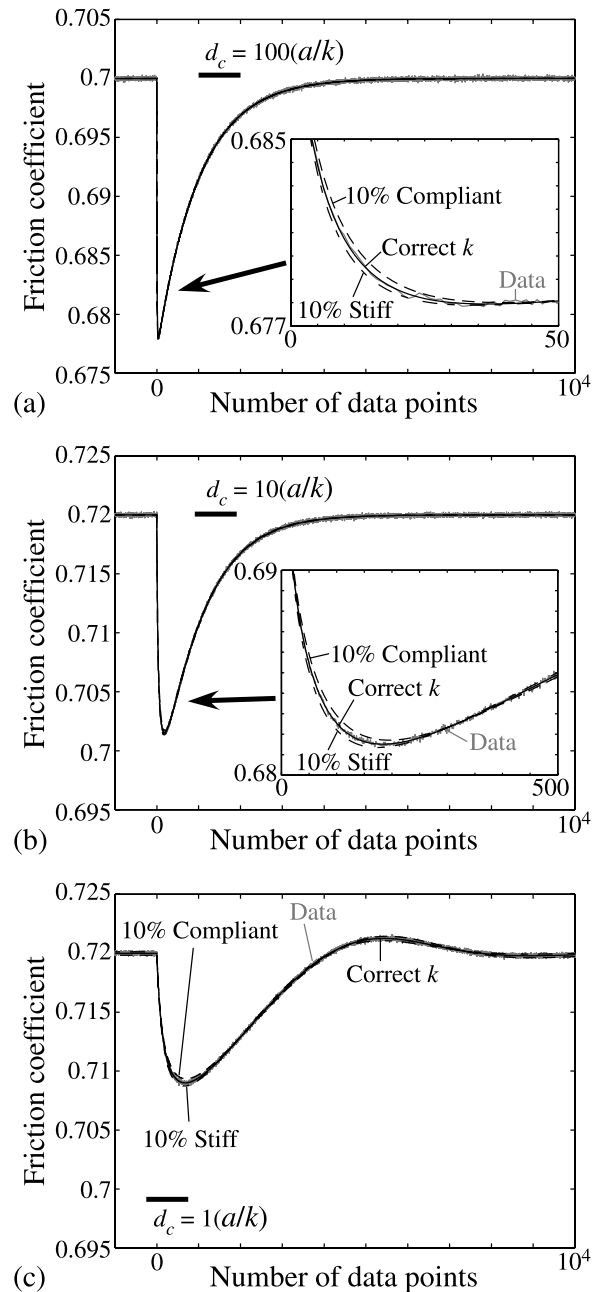 0.705
d_c = 100(a/k)
0.7
0.695
0.685
10% Compliant
0.69
Correct k
0.685
Data
10% Stiff
0.68
0.677
0
50
0.675
Friction coefficient
0
10^4
(a)
Number of data points
0.725
d_c = 10(a/k)
0.72
0.715
0.69
10% Compliant
0.71
Correct k
0.705
Data
10% Stiff
0.7
0.68
0
500
0.695
Friction coefficient
0
10^4
(b)
Number of data points
0.725
10% Compliant
Data
0.72
Correct k
0.715
0.71
0.705
10% Stiff
0.7
d_c = 1(a/k)
0.695
Friction coefficient
0
10^4
(c)
Number of data points